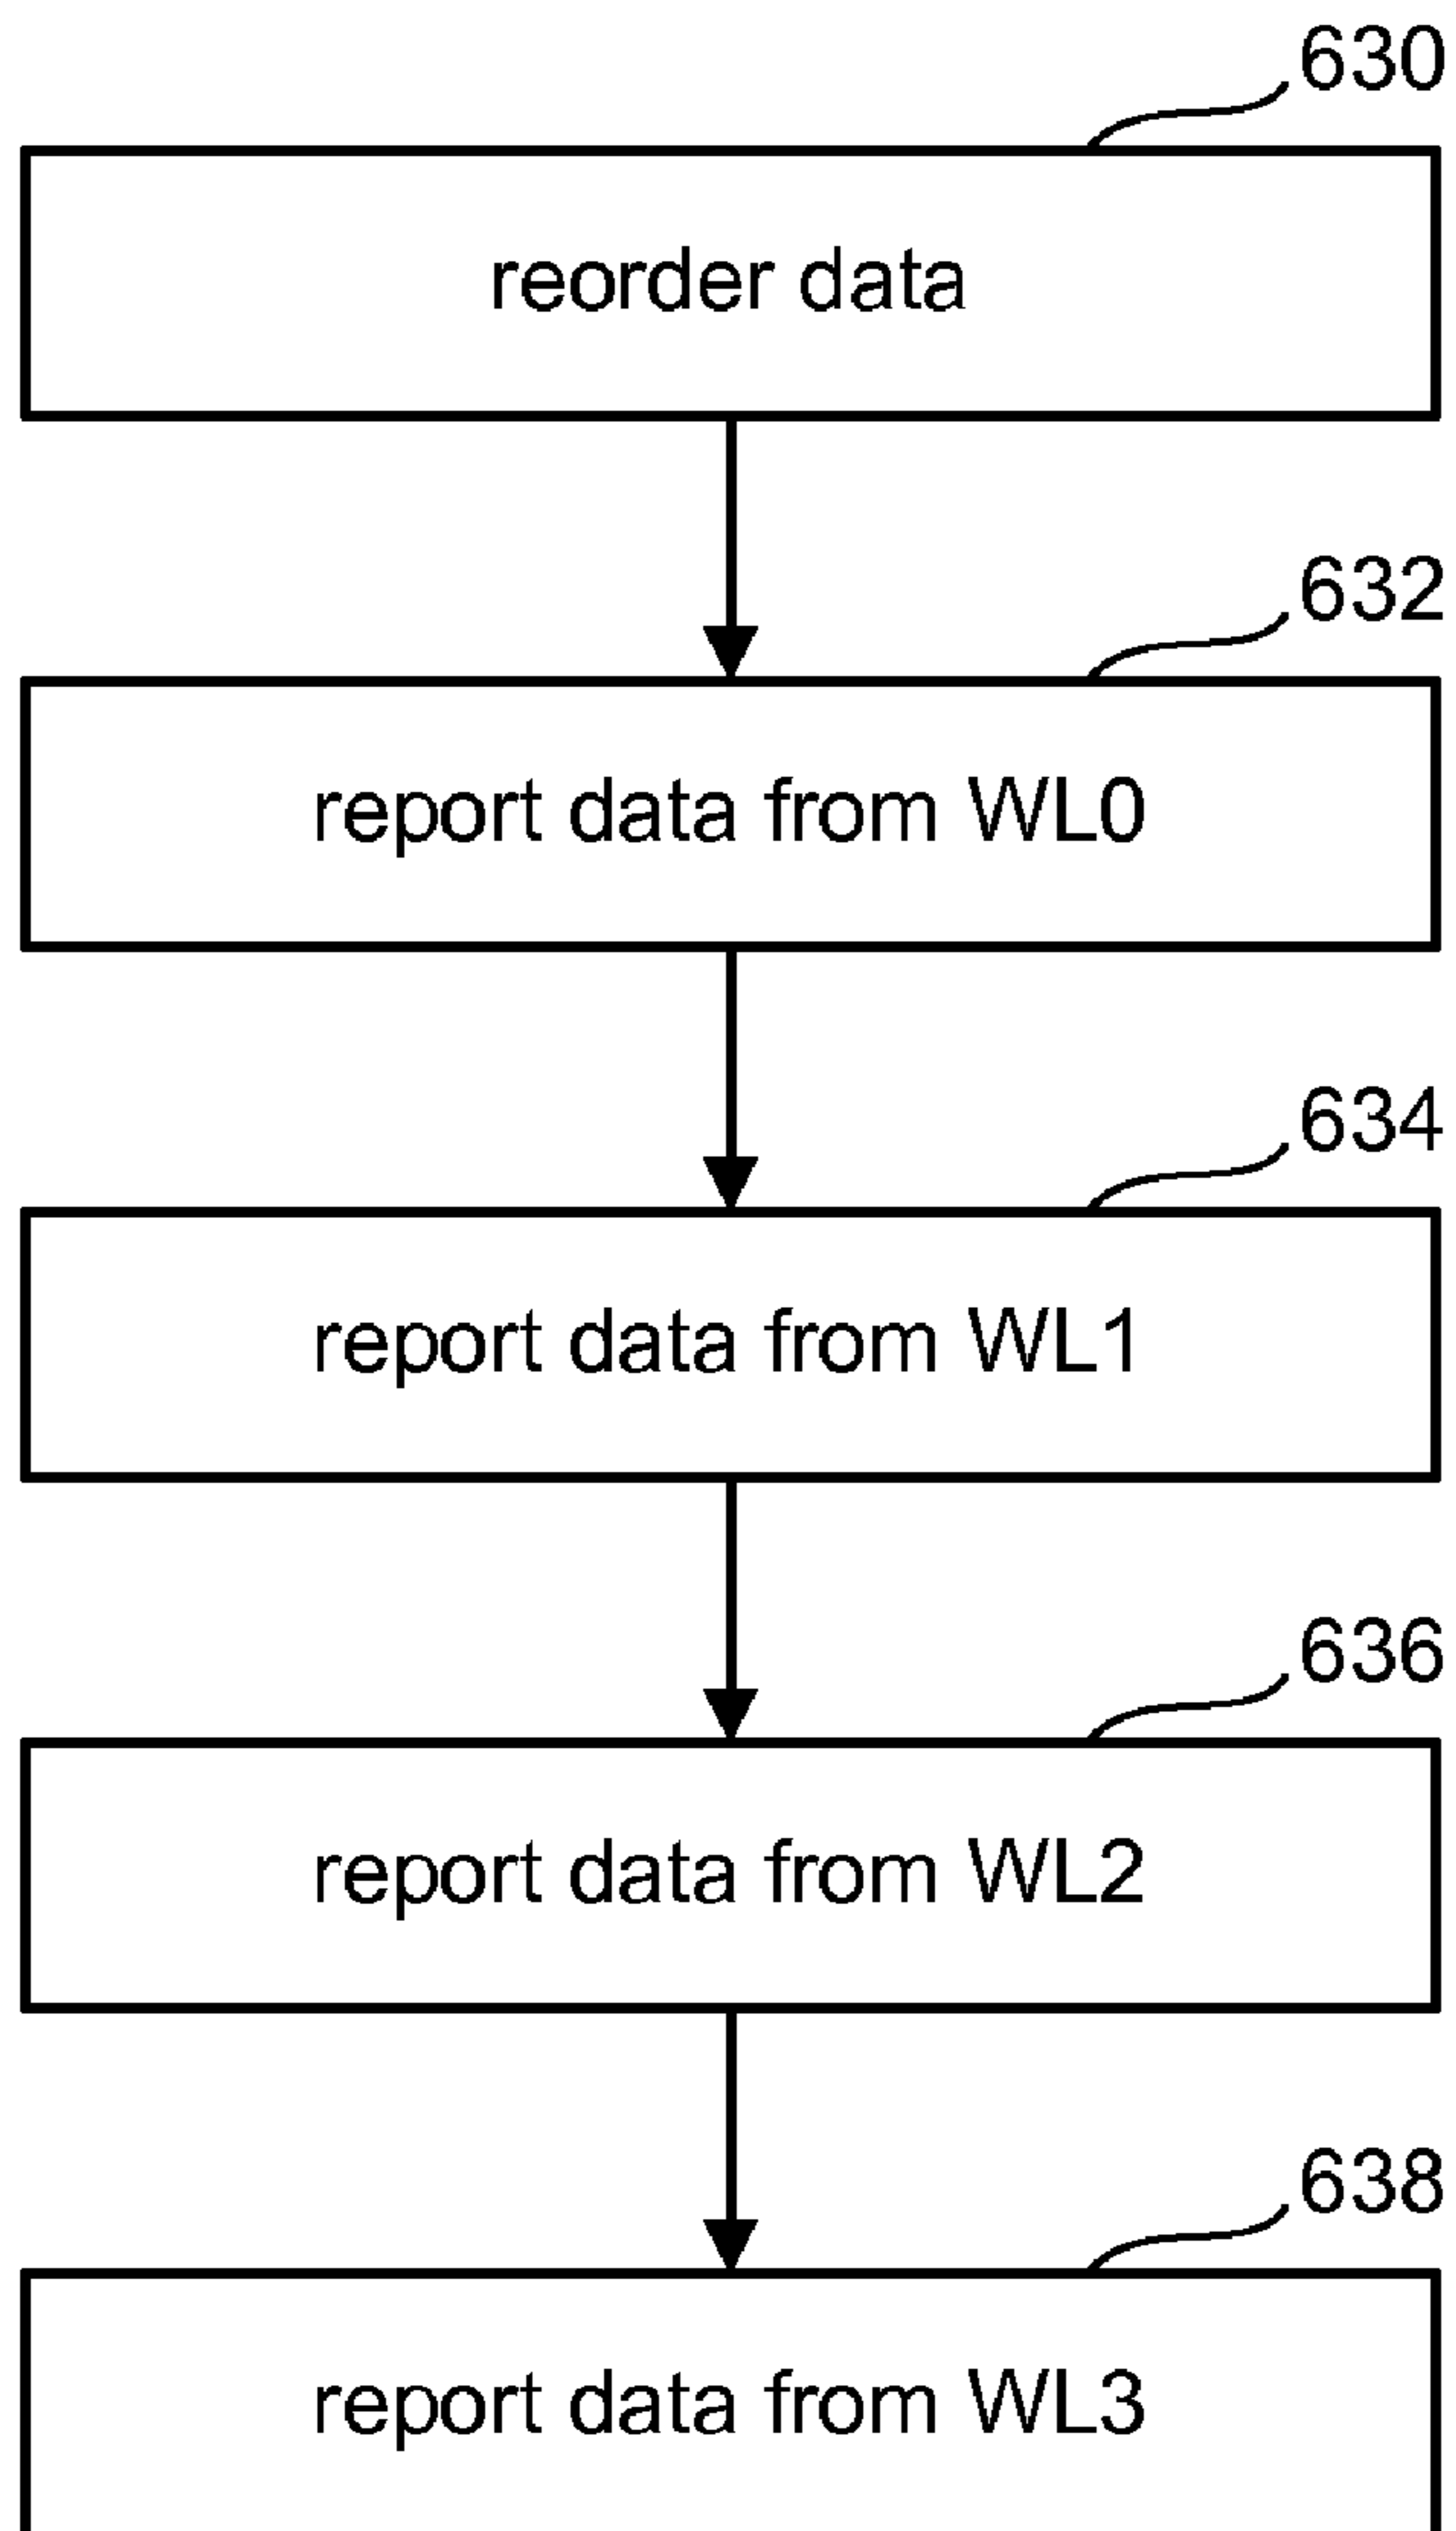 630
reorder data
632
report data from WL0
634
report data from WL1
636
report data from WL2
638
report data from WL3